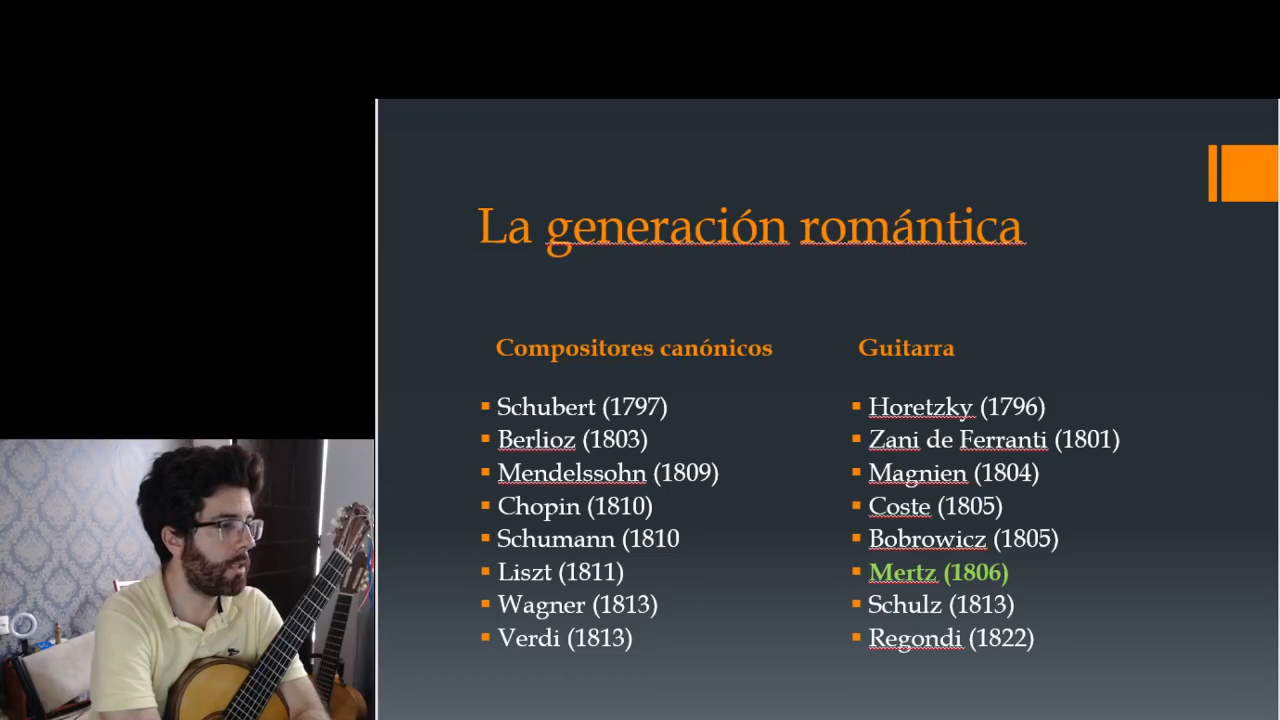 La generación romántica
Compositores canónicos
Schubert (1797)
Berlioz (1803)
Mendelssohn (1809)
Chopin (1810)
Schumann (1810
Liszt (1811)
Wagner (1813)
Verdi (1813)
Guitarra
Horetzky (1796)
Zani de Ferranti (1801)
Magnien (1804)
Coste (1805)
Bobrowicz (1805)
Mertz (1806)
Schulz (1813)
Regondi (1822)